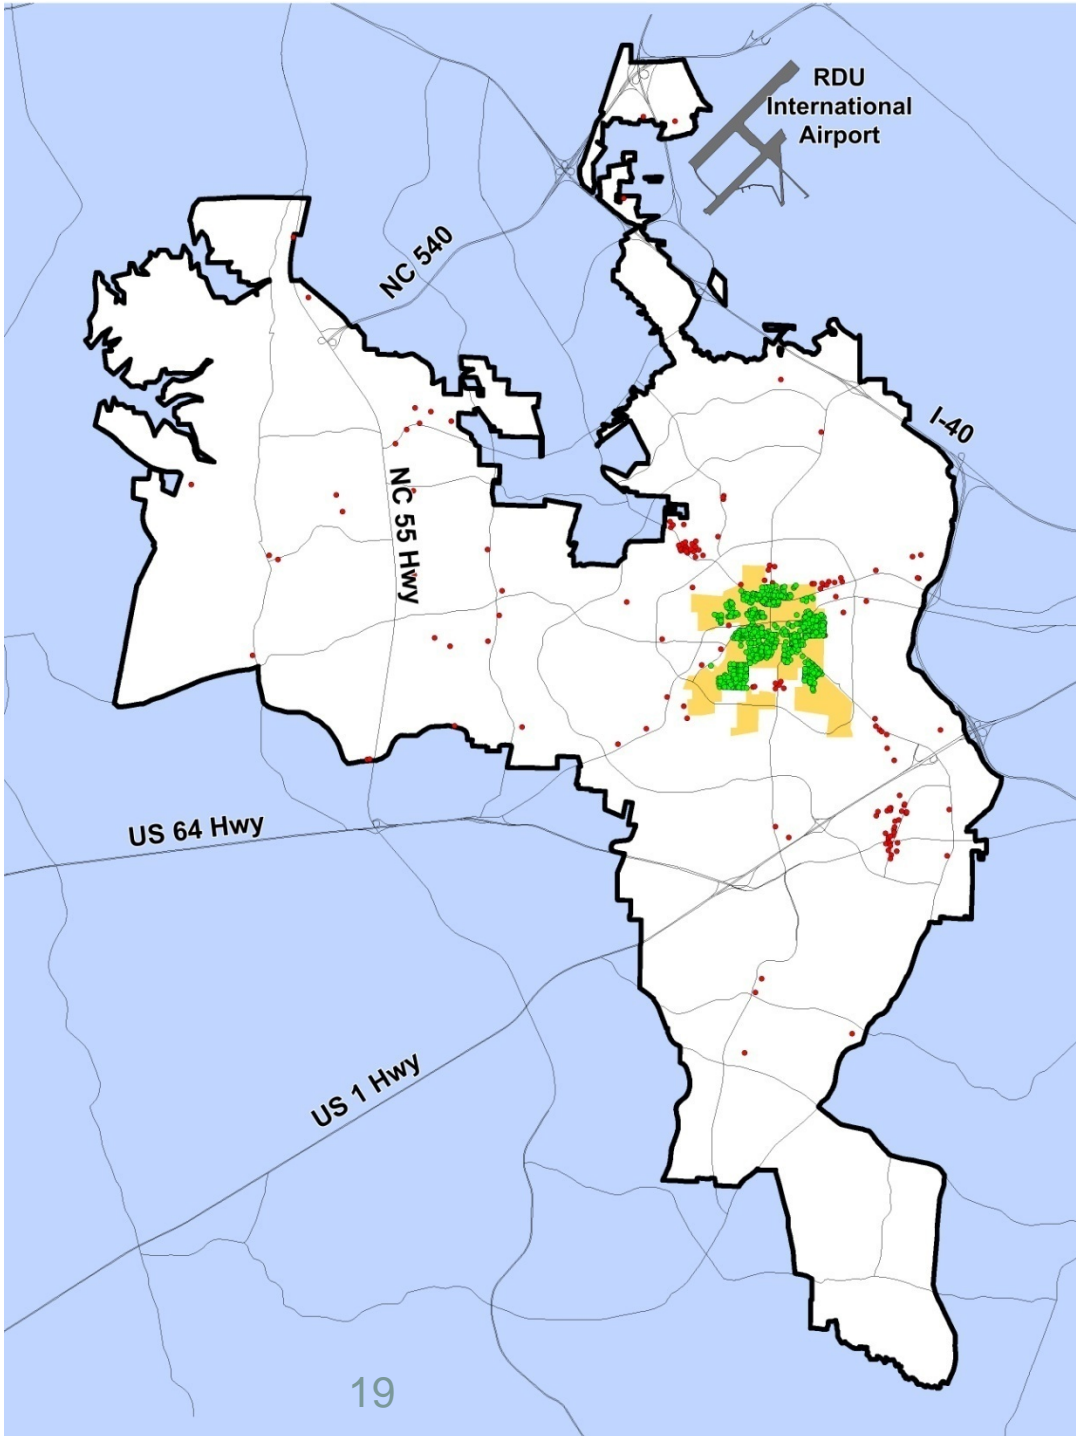 RDU
International
Airport
NC 540
I-40
NC 55 Hwy
US 64 Hwy
US 1 Hwy
19